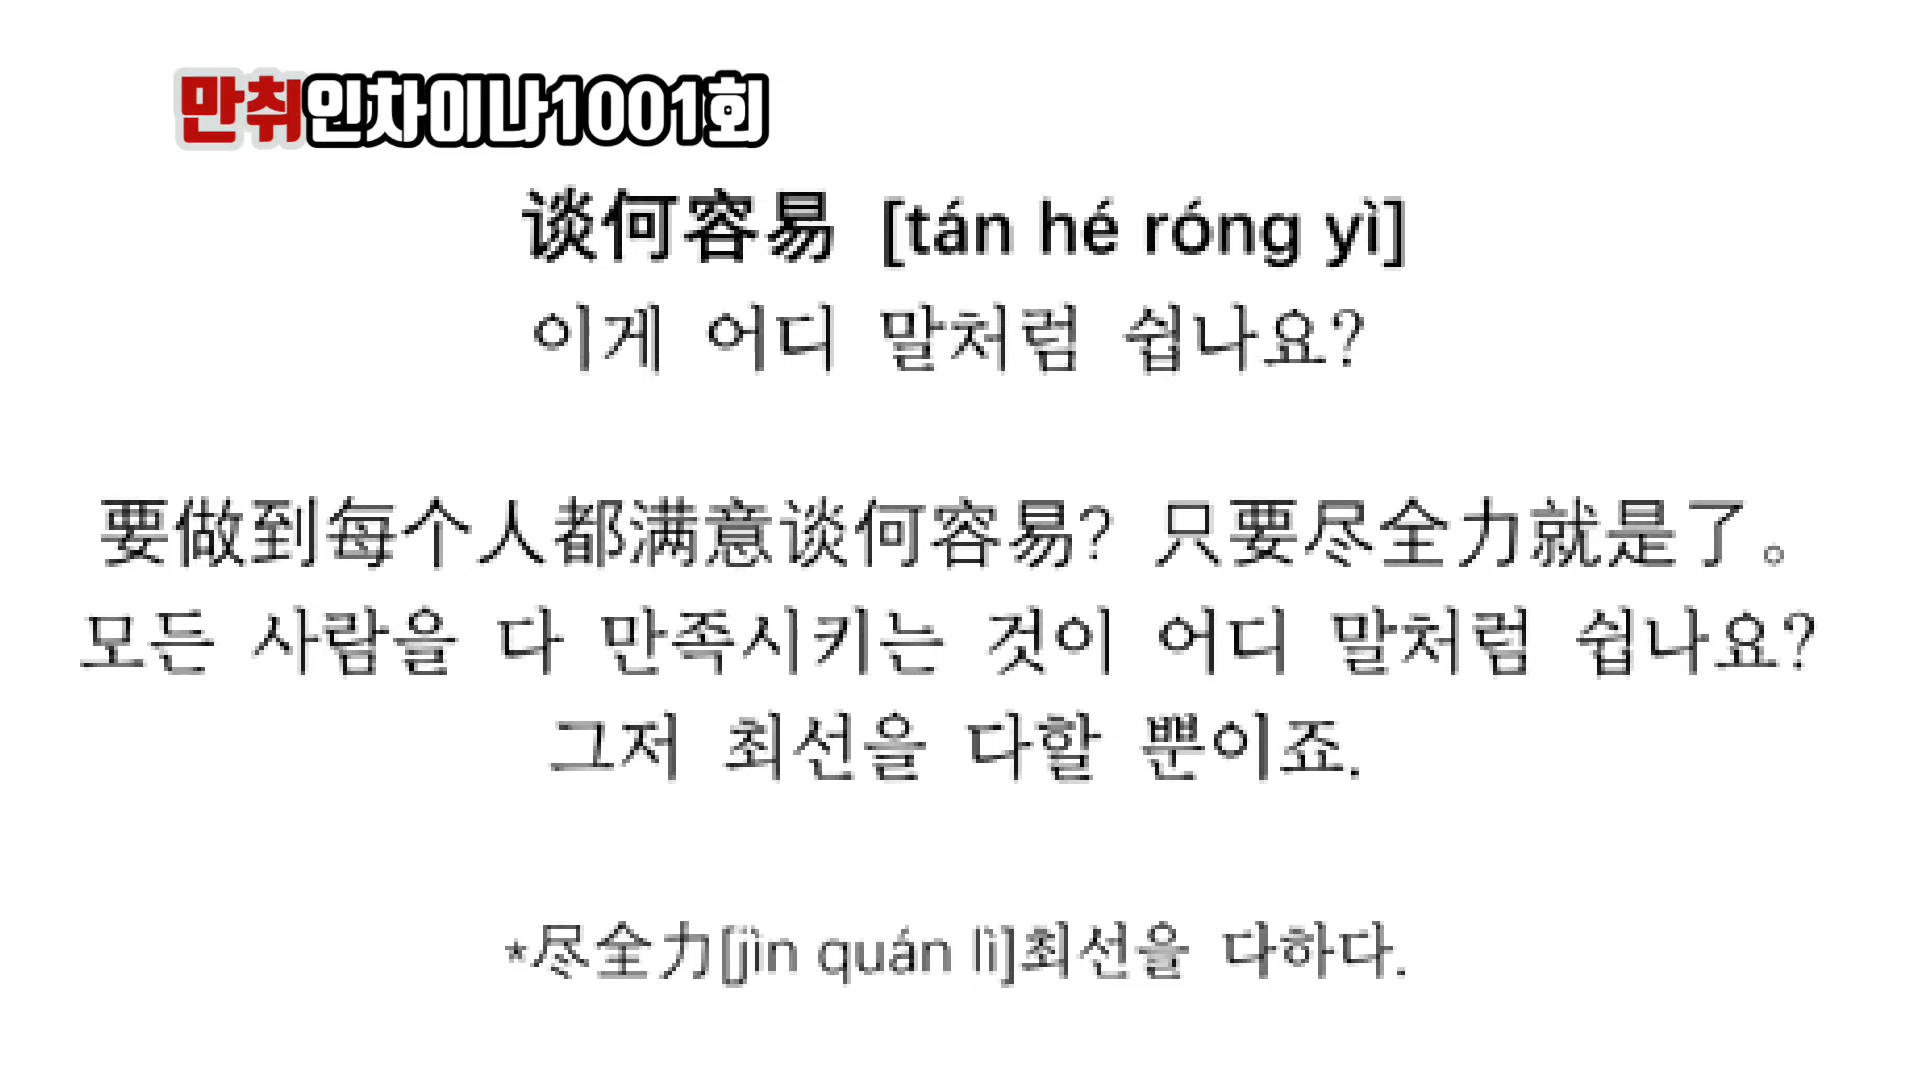 만취인차이나1001회
谈何容易 [tán hé róng yì]
이게 어디 말처럼 쉽나요?
要做到每个人都满意谈何容易？只要尽全力就是了。
모든 사람을 다 만족시키는 것이 어디 말처럼 쉽나요?
그저 최선을 다할 뿐이죠.
*尽全力[jìn quán lì]최선을 다하다.